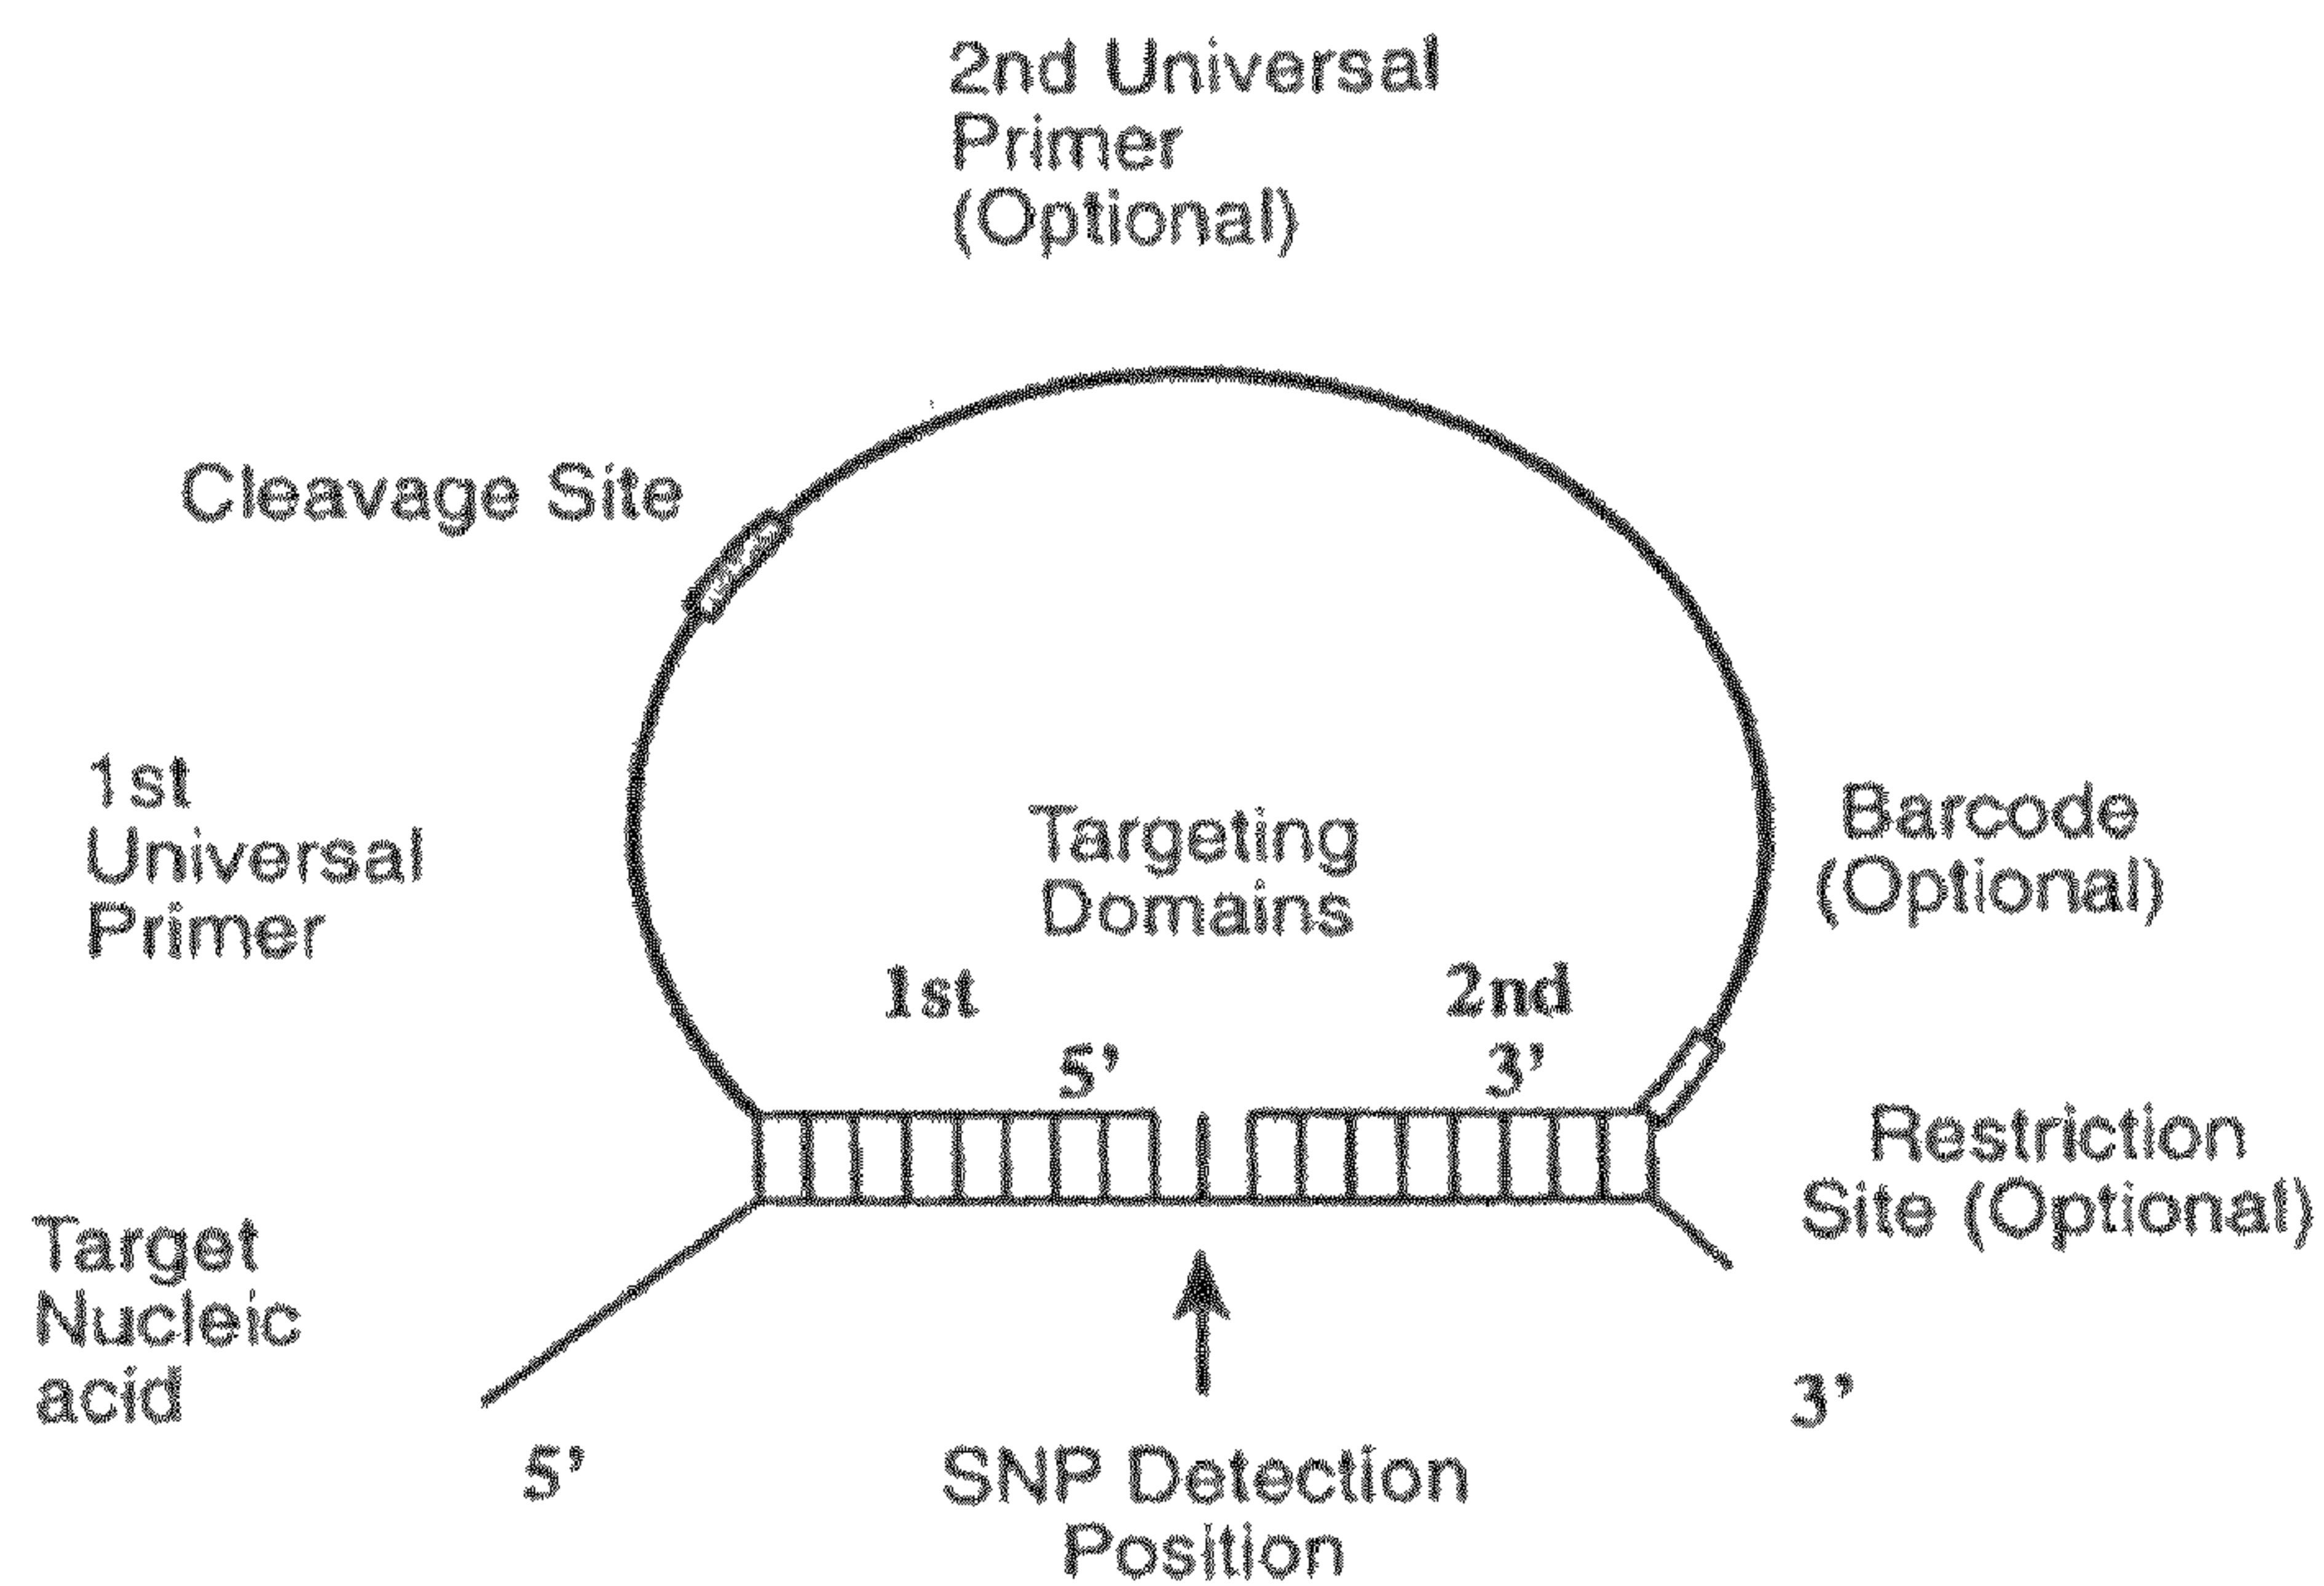 2nd Universal
Primer
(Optional)
Cleavage Site
1st
Universal
Primer
Targeting
Domains
Barcode
(Optional)
1st
2nd
5’
3’
Restriction
Site (Optional)
Target
Nucleic
acid
5’
3’
SNP Detection
Position